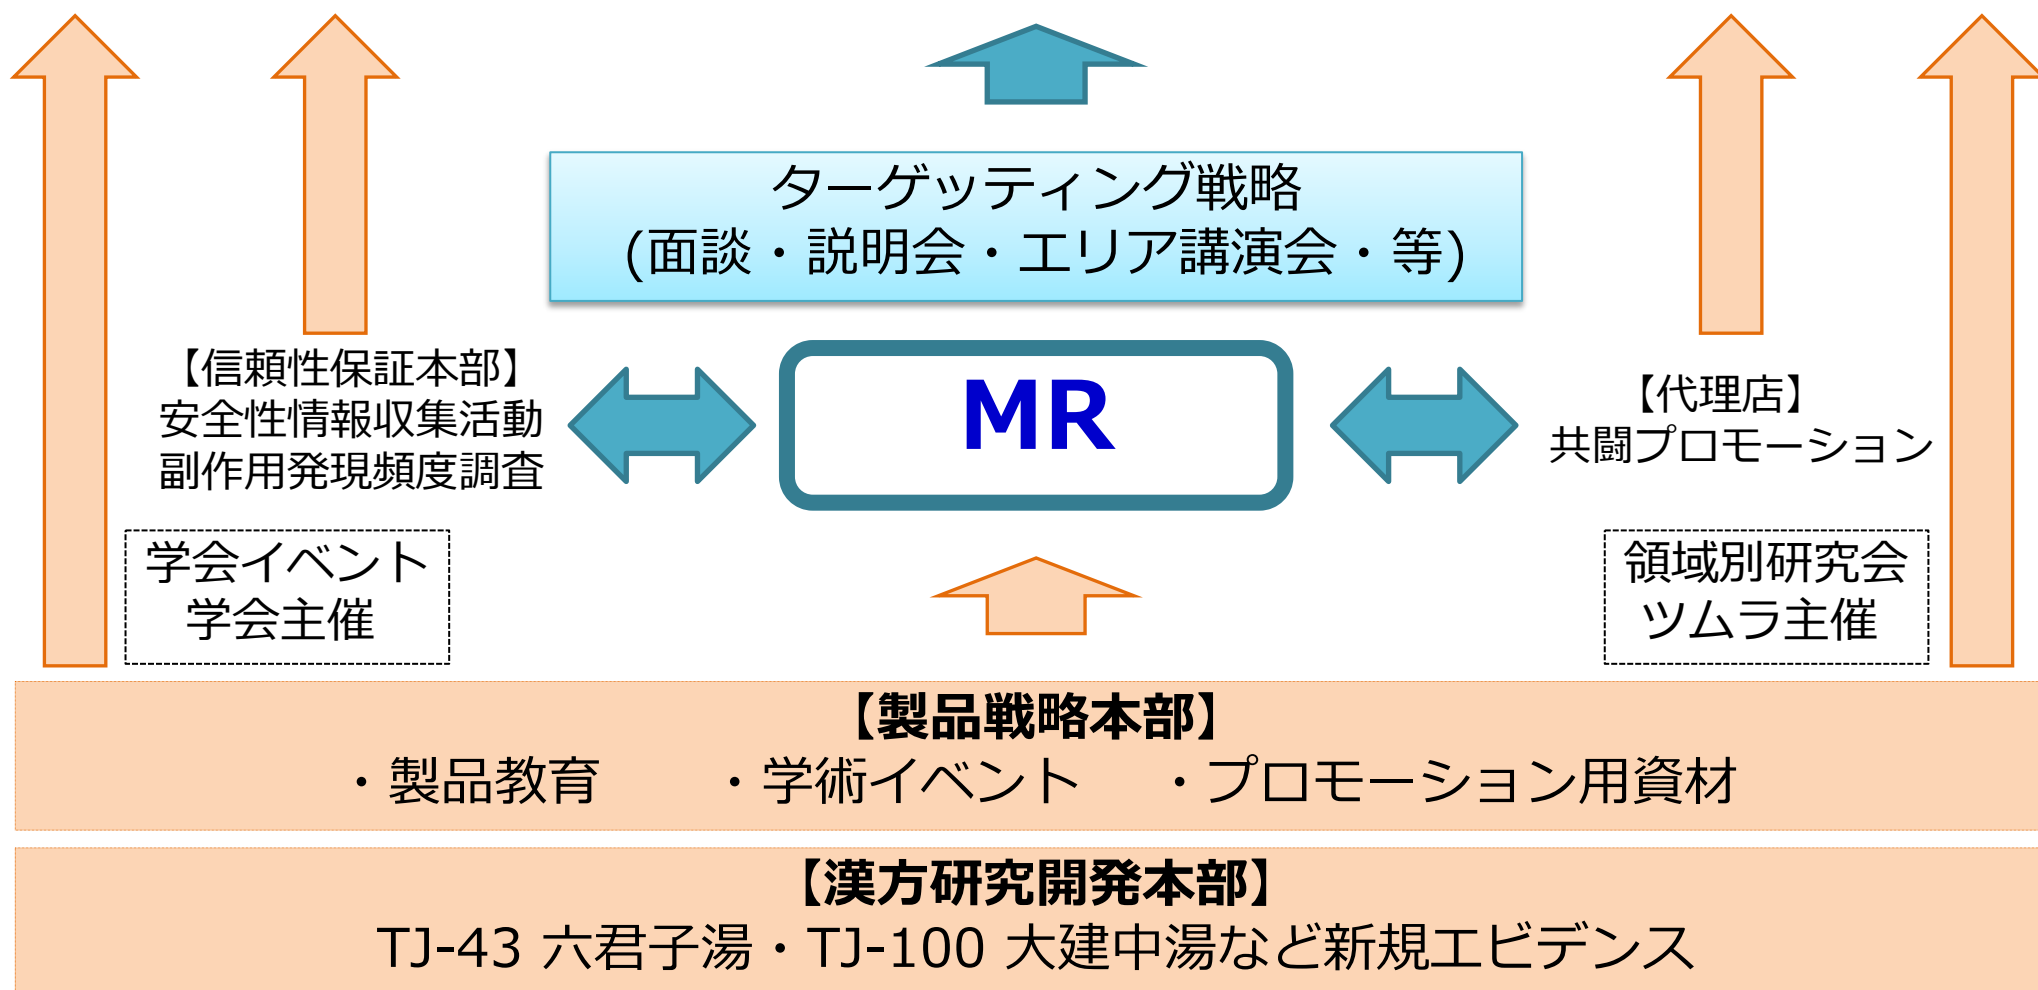 ターゲッティング戦略
(面談・説明会・エリア講演会・等)
【信頼性保証本部】
安全性情報収集活動
副作用発現頻度調査
MR
【代理店】
共闘プロモーション
学会イベント
学会主催
領域別研究会
ツムラ主催
【製品戦略本部】
・製品教育　・学術イベント　・プロモーション用資材
【漢方研究開発本部】
TJ-43 六君子湯・TJ-100 大建中湯など新規エビデンス